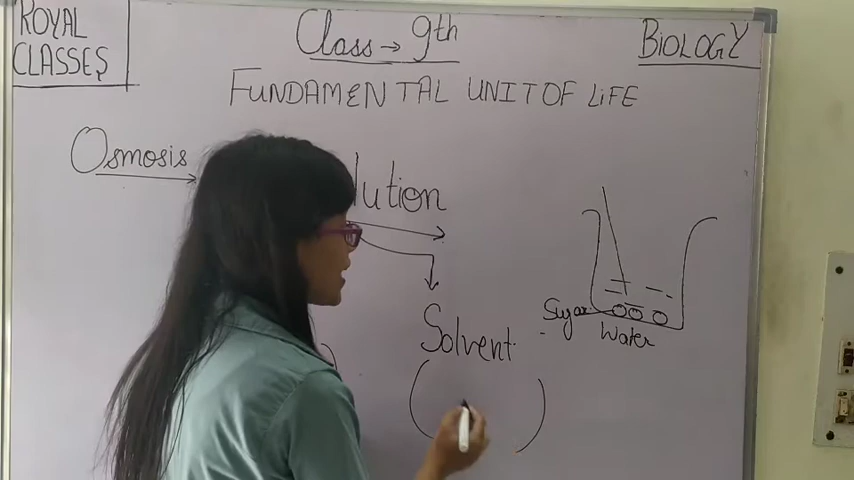 ROYAL
CLASSES
Class → 9th
BIOLOGY
FUNDAMENTAL UNIT OF LIFE
Osmosis
lution
Solvent
Sugar
Water